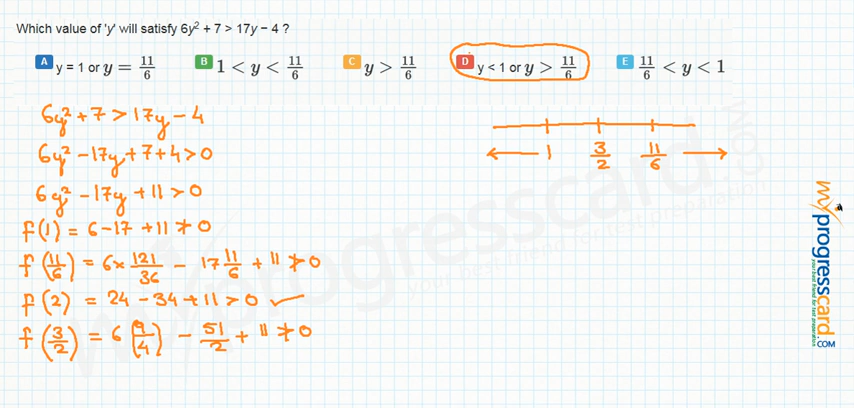 Which value of 'y' will satisfy 6y² + 7 > 17y − 4 ?
A y = 1 or y = 11/6 B 1 < y < 11/6 C y > 11/6 D y < 1 or y > 11/6 E 11/6 < y < 1
6y² + 7 > 17y − 4
6y² − 17y + 7 + 4 > 0
6y² − 17y + 11 > 0
f(1) = 6 − 17 + 11 ≯ 0
f(11/6) = 6 × 121/36 − 17 11/6 + 11 ≯ 0
f(2) = 24 − 34 + 11 > 0 ✓
f(3/2) = 6(9/4) − 51/2 + 11 ≯ 0
1 3/2 11/6
myprogresscard.COM
your best friend for test preparation